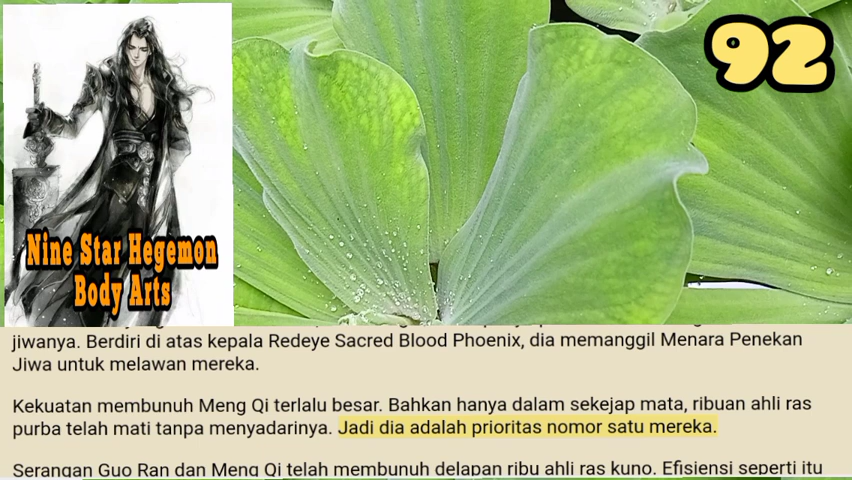 92
Nine Star Hegemon
Body Arts
jiwanya. Berdiri di atas kepala Redeye Sacred Blood Phoenix, dia memanggil Menara Penekan
Jiwa untuk melawan mereka.
Kekuatan membunuh Meng Qi terlalu besar. Bahkan hanya dalam sekejap mata, ribuan ahli ras
purba telah mati tanpa menyadarinya. Jadi dia adalah prioritas nomor satu mereka.
Serangan Guo Ran dan Meng Qi telah membunuh delapan ribu ahli ras kuno. Efisiensi seperti itu